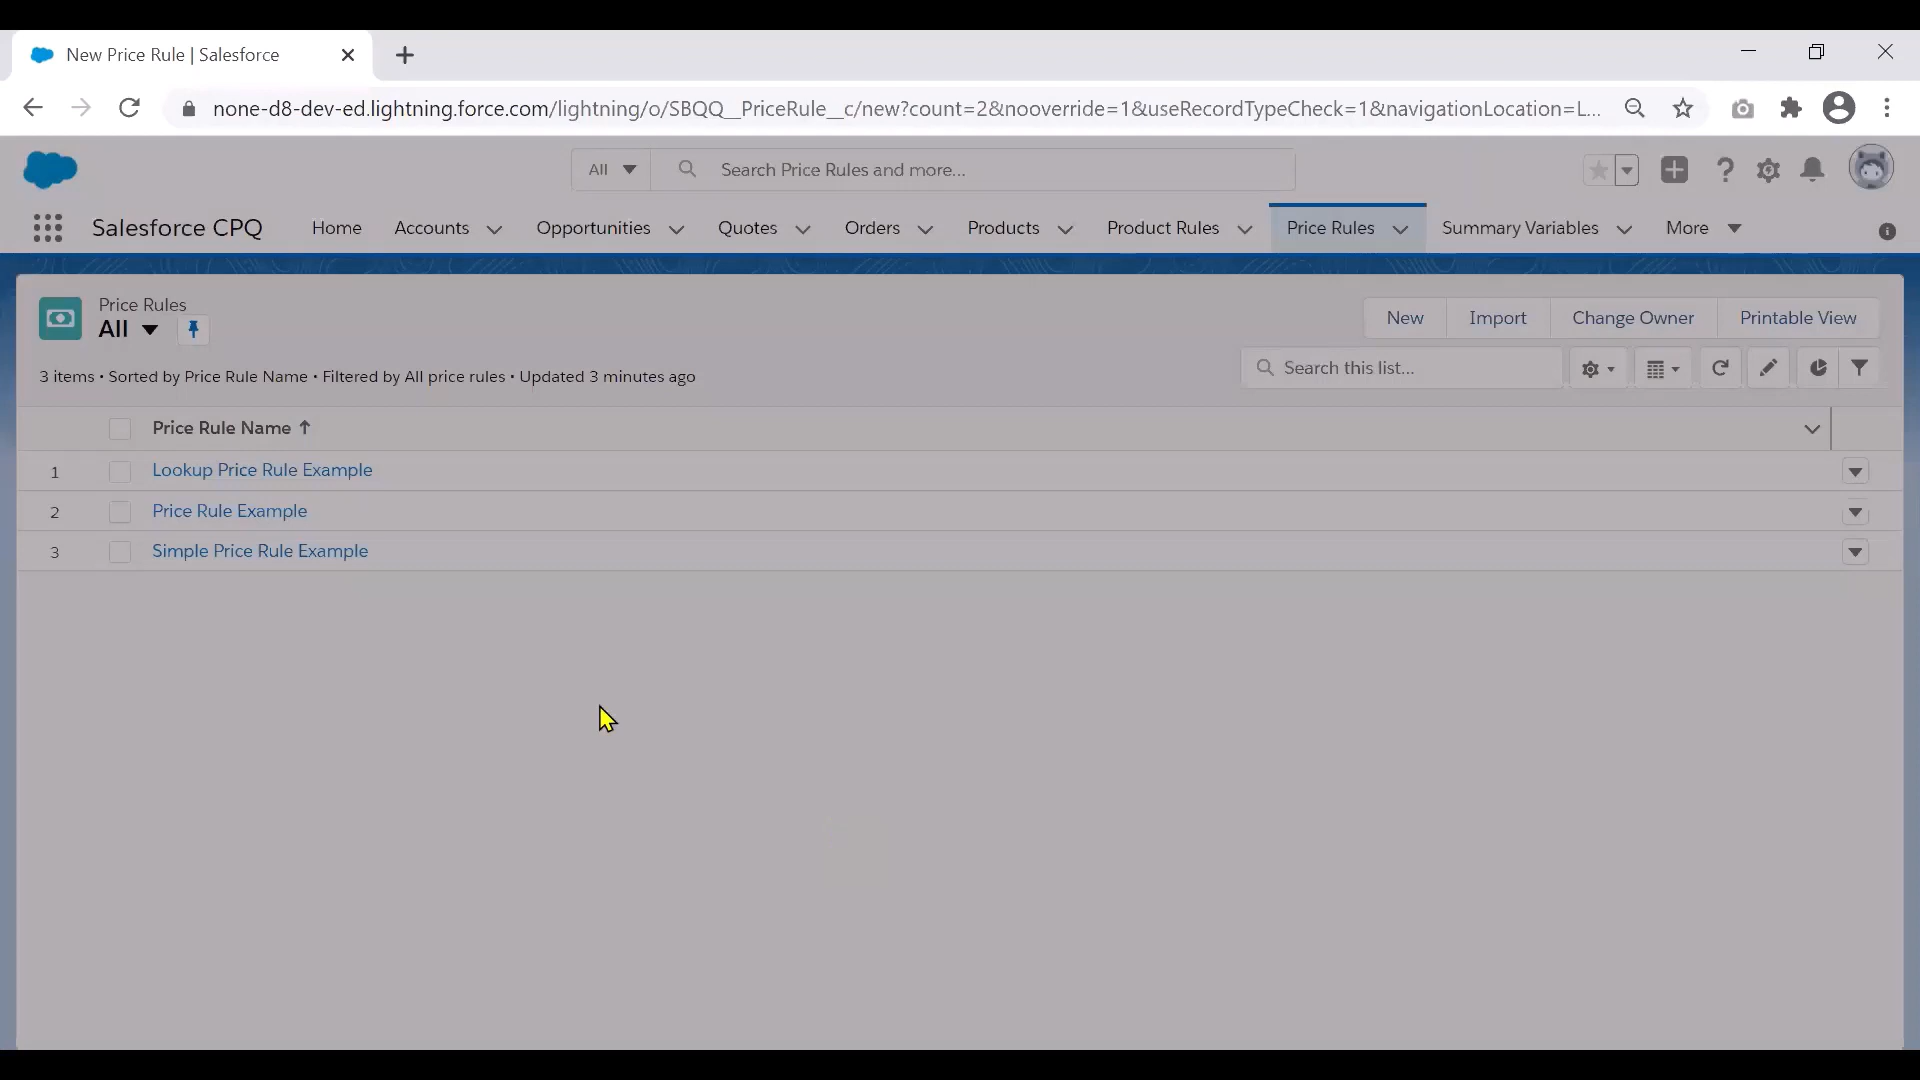 New Price Rule | Salesforce
none-d8-dev-ed.lightning.force.com/lightning/o/SBQQ__PriceRule__c/new?count=2&nooverride=1&useRecordTypeCheck=1&navigationLocation=L...
All Search Price Rules and more...
Salesforce CPQ Home Accounts Opportunities Quotes Orders Products Product Rules Price Rules Summary Variables More
Price Rules
All
New Import Change Owner Printable View
3 items • Sorted by Price Rule Name • Filtered by All price rules • Updated 3 minutes ago
Search this list...
Price Rule Name
1 Lookup Price Rule Example
2 Price Rule Example
3 Simple Price Rule Example